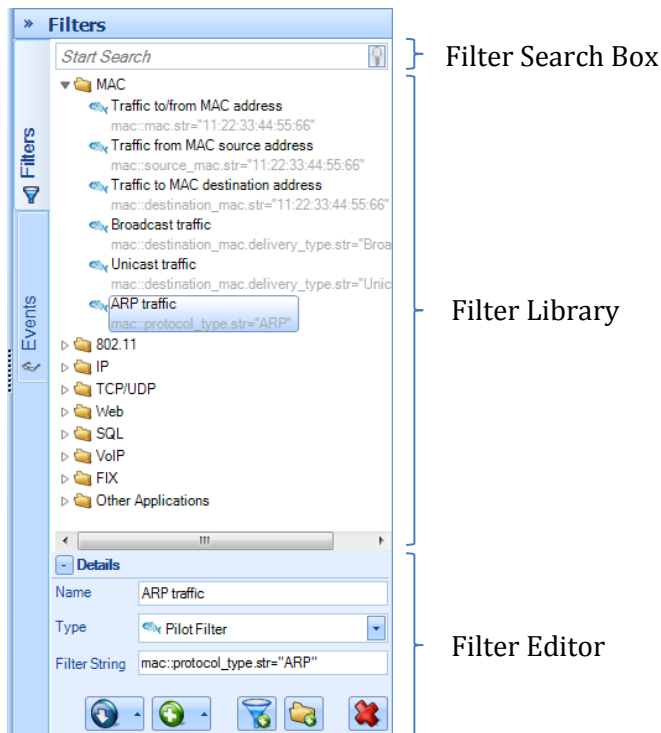 » Filters
Start Search
Filter Search Box
Filters
Events
MAC
Traffic to/from MAC address
mac::mac.str="11:22:33:44:55:66"
Traffic from MAC source address
mac::source_mac.str="11:22:33:44:55:66"
Traffic to MAC destination address
mac::destination_mac.str="11:22:33:44:55:66"
Broadcast traffic
mac::destination_mac.delivery_type.str="Broa
Unicast traffic
mac::destination_mac.delivery_type.str="Unic
ARP traffic
mac::protocol_type.str="ARP"
Filter Library
802.11
IP
TCP/UDP
Web
SQL
VoIP
FIX
Other Applications
Details
Name ARP traffic
Type Pilot Filter
Filter String mac::protocol_type.str="ARP"
Filter Editor